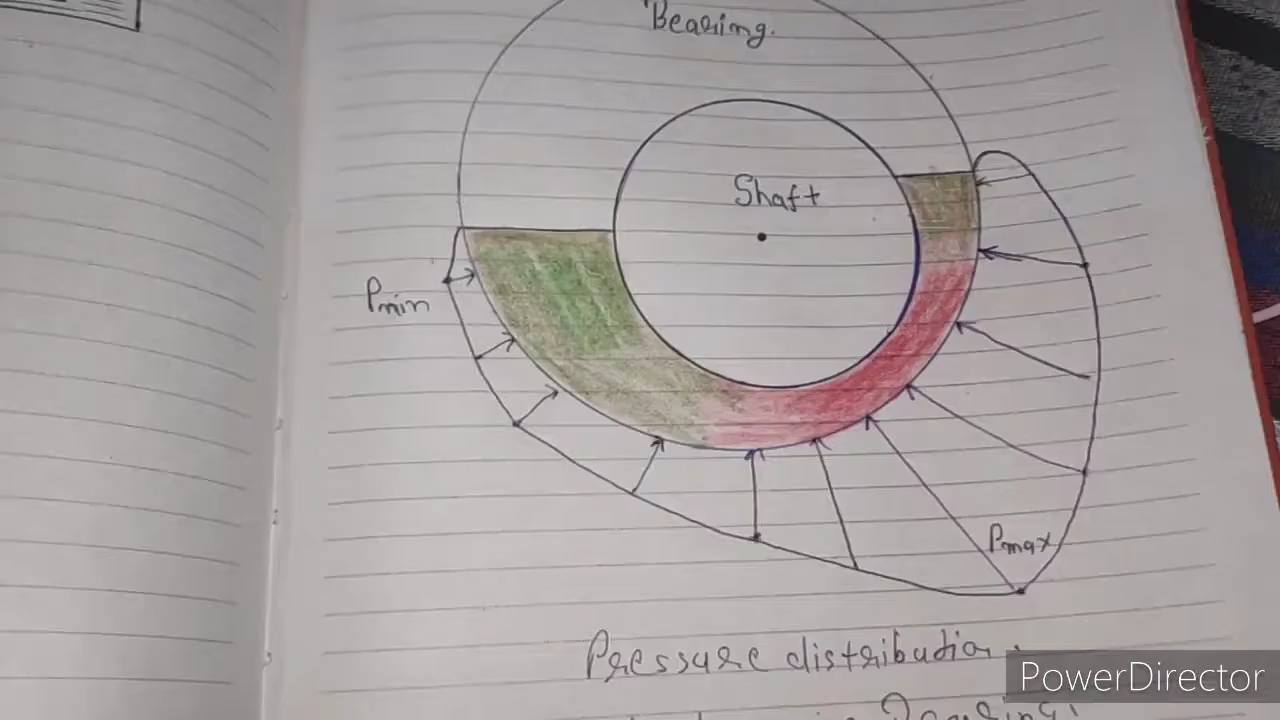 Bearing.
Shaft
Pmin
Pmax
Pressure distribution.
PowerDirector